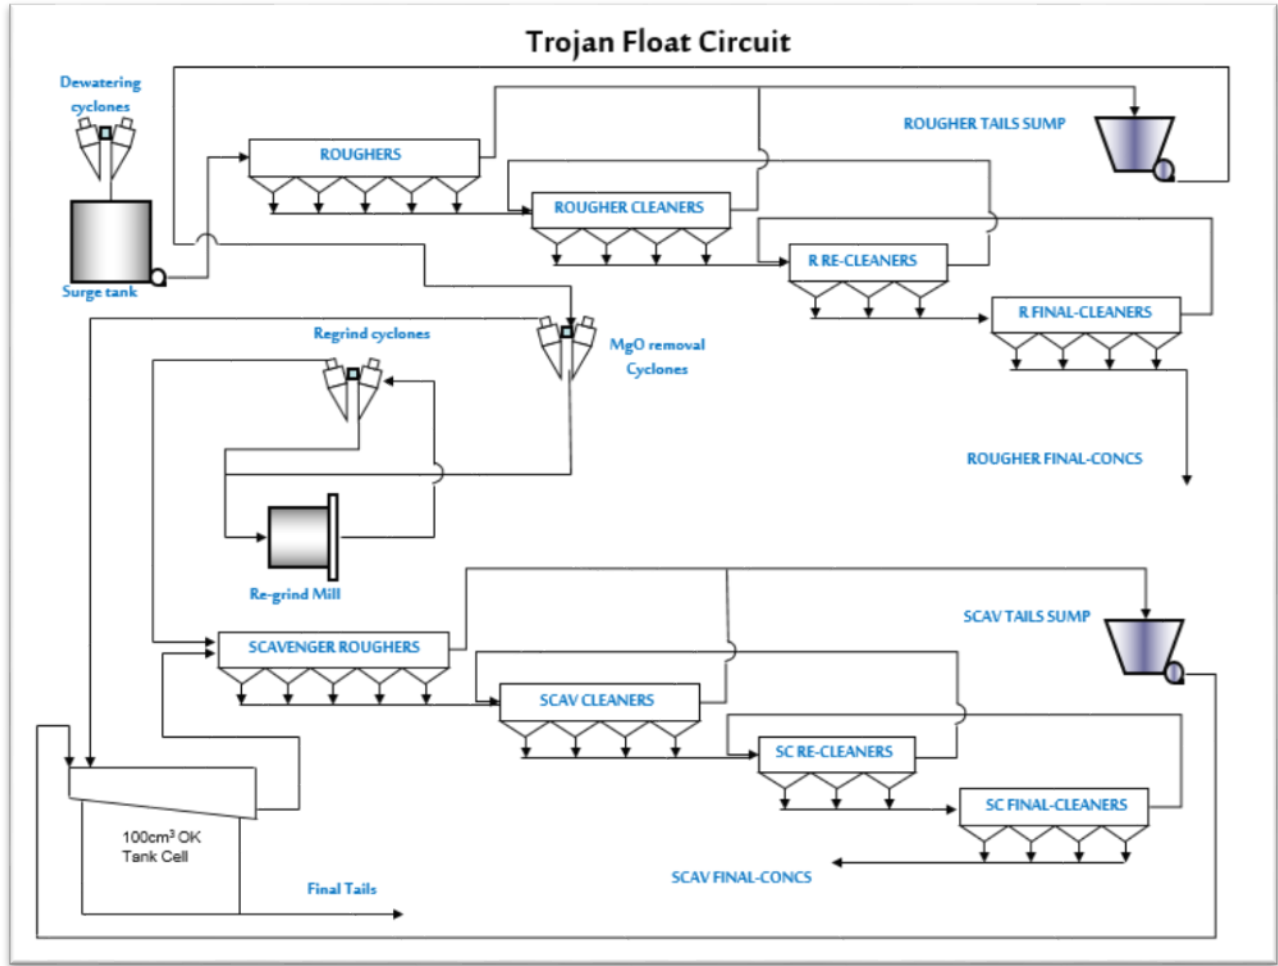 Trojan Float Circuit
Dewatering
cyclones
ROUGHER TAILS SUMP
ROUGHERS
ROUGHER CLEANERS
R RE-CLEANERS
Surge tank
R FINAL-CLEANERS
Regrind cyclones
MgO removal
Cyclones
ROUGHER FINAL-CONCS
Re-grind Mill
SCAV TAILS SUMP
SCAVENGER ROUGHERS
SCAV CLEANERS
SC RE-CLEANERS
SC FINAL-CLEANERS
100cm³ OK
Tank Cell
SCAV FINAL-CONCS
Final Tails